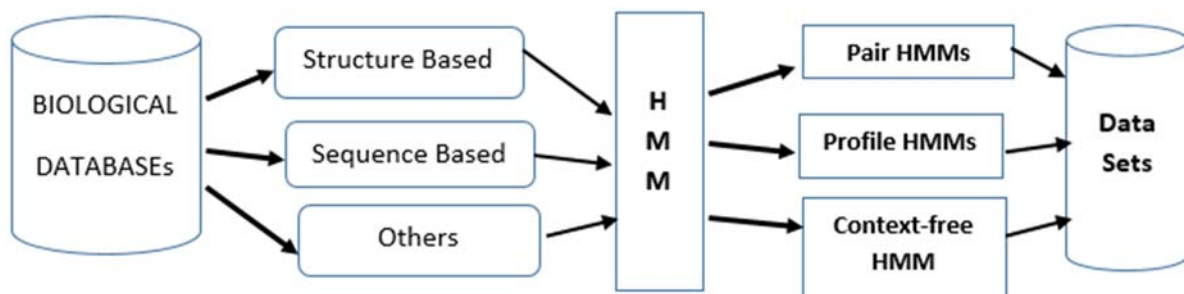 BIOLOGICAL
DATABASEs
Structure Based
Sequence Based
Others
H
M
M
Pair HMMs
Profile HMMs
Context-free
HMM
Data
Sets